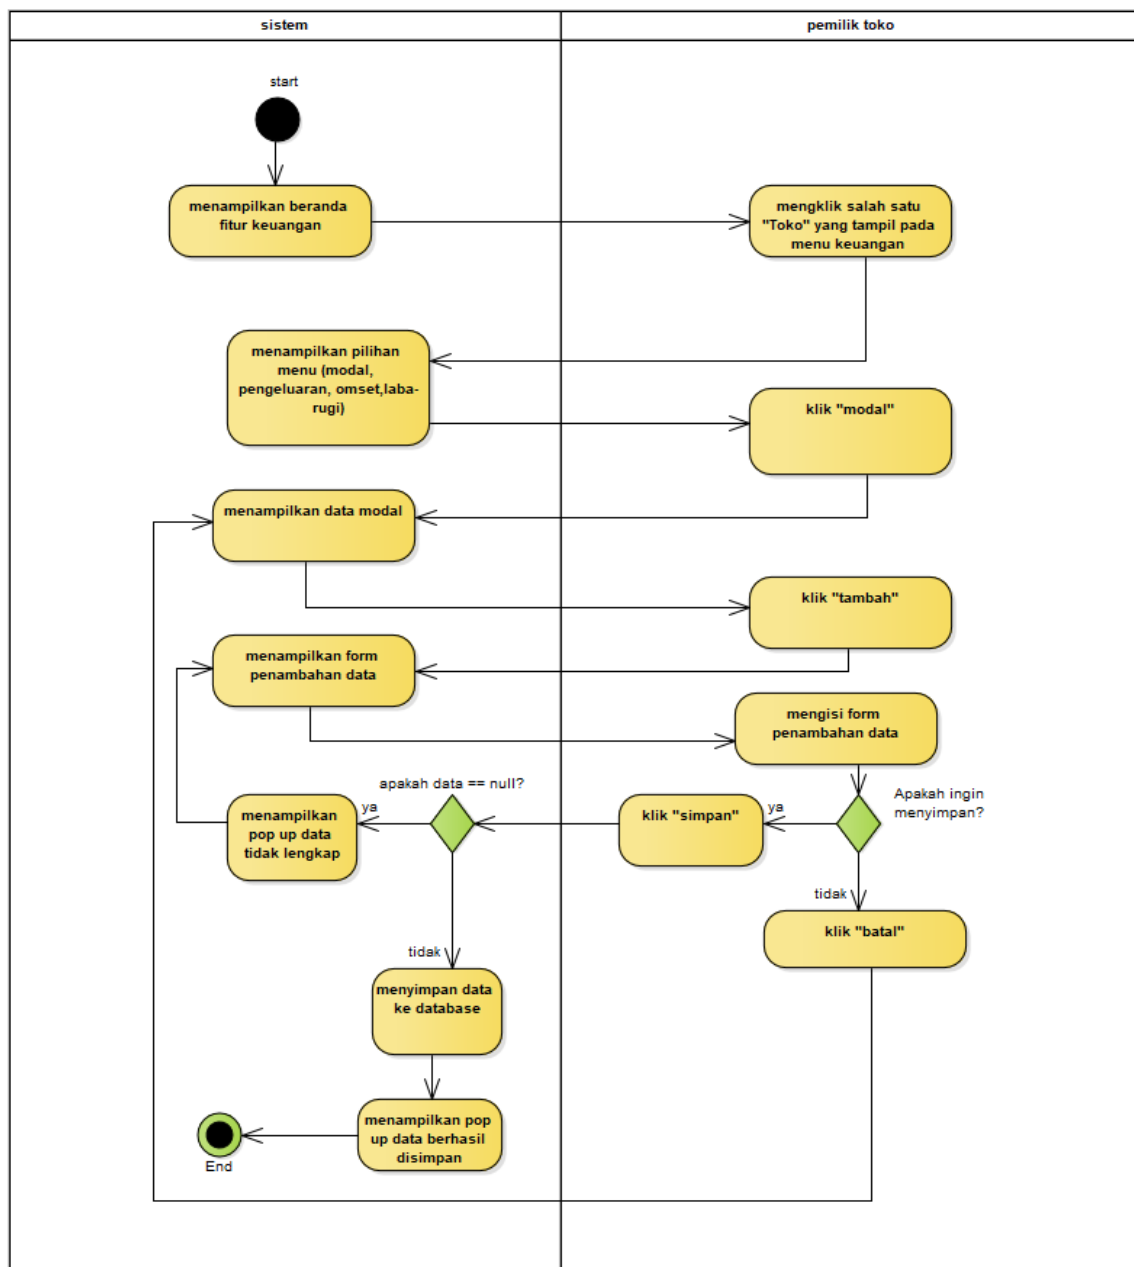 sistem
pemilik toko
start
menampilkan beranda
fitur keuangan
mengklik salah satu
"Toko" yang tampil pada
menu keuangan
menampilkan pilihan
menu (modal,
pengeluaran, omset,laba-
rugi)
klik "modal"
menampilkan data modal
klik "tambah"
menampilkan form
penambahan data
mengisi form
penambahan data
Apakah ingin
menyimpan?
ya
klik "simpan"
apakah data == null?
ya
menampilkan
pop up data
tidak lengkap
tidak
klik "batal"
tidak
menyimpan data
ke database
menampilkan pop
up data berhasil
disimpan
End